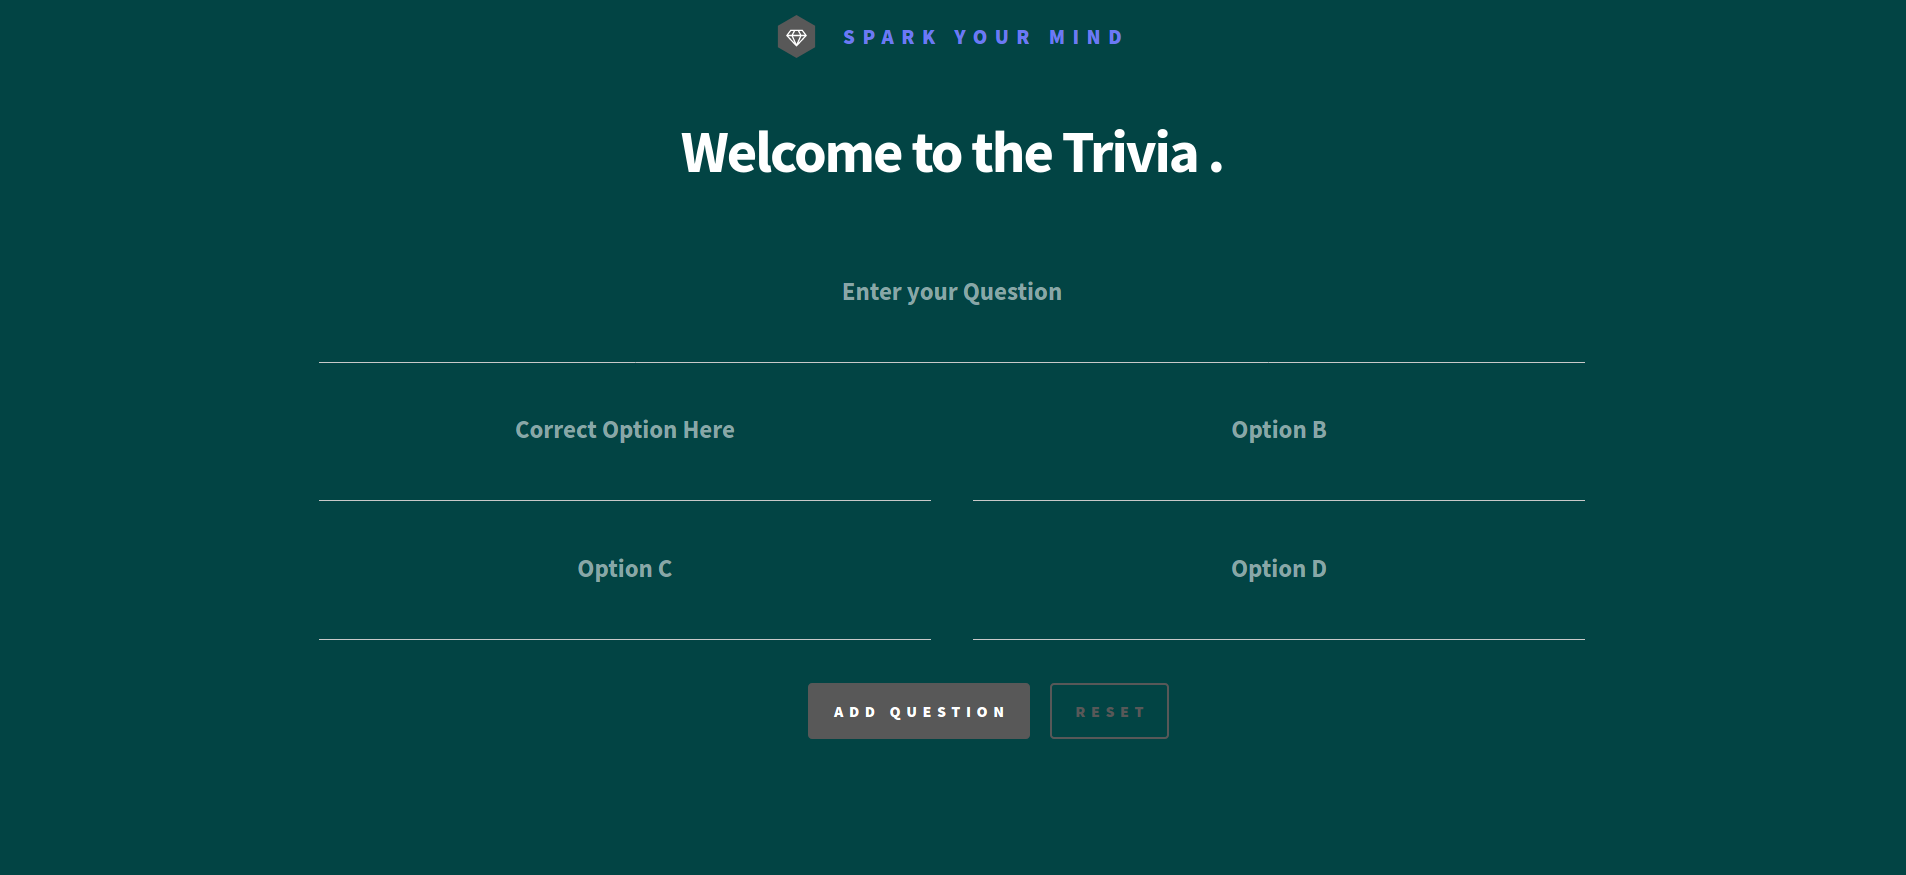 SPARK YOUR MIND
Welcome to the Trivia .
Enter your Question
Correct Option Here
Option B
Option C
Option D
ADD QUESTION
RESET